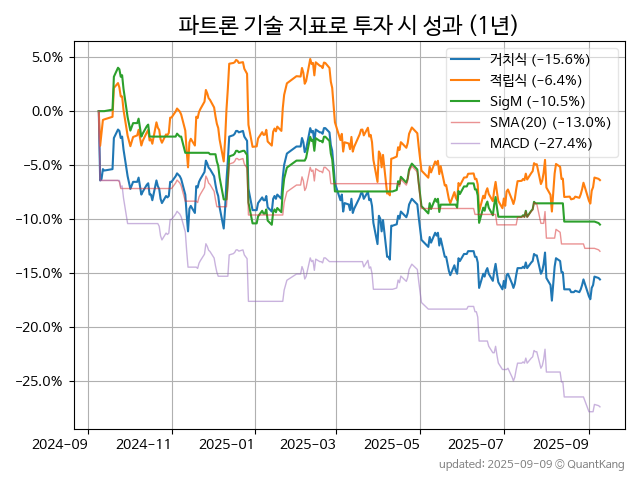 파트론 기술 지표로 투자 시 성과 (1년)
거치식 (−15.6%)
적립식 (−6.4%)
SigM (−10.5%)
SMA(20) (−13.0%)
MACD (−27.4%)
5.0%
0.0%
−5.0%
−10.0%
−15.0%
−20.0%
−25.0%
2024-09 2024-11 2025-01 2025-03 2025-05 2025-07 2025-09
updated: 2025-09-09 © QuantKang